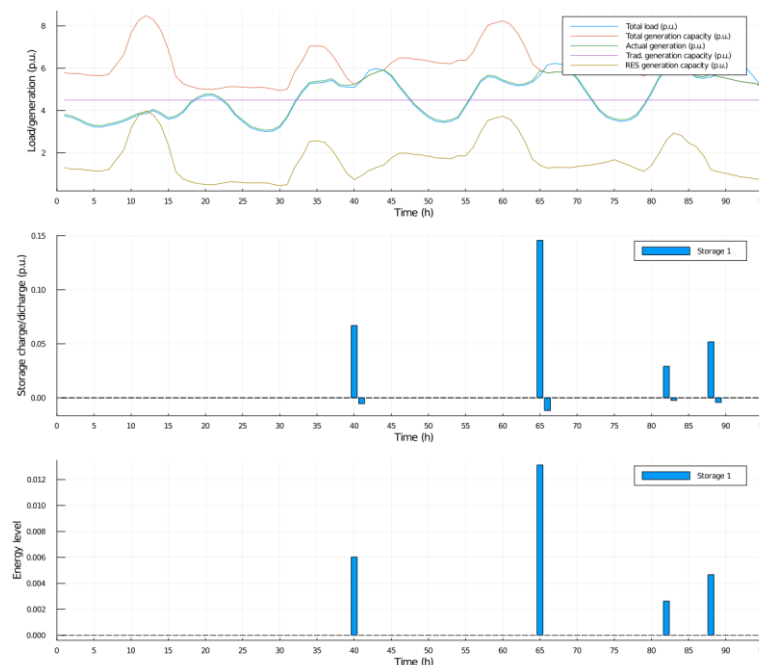 8
6
4
2
Load/generation (p.u.)
Total load (p.u.)
Total generation capacity (p.u.)
Actual generation (p.u.)
Trad. generation capacity (p.u.)
RES generation capacity (p.u.)
0 5 10 15 20 25 30 35 40 45 50 55 60 65 70 75 80 85 90 95
Time (h)
0.15
0.10
0.05
0.00
Storage charge/dicharge (p.u.)
Storage 1
0 5 10 15 20 25 30 35 40 45 50 55 60 65 70 75 80 85 90
Time (h)
0.012
0.010
0.008
0.006
0.004
0.002
0.000
Energy level
Storage 1
0 5 10 15 20 25 30 35 40 45 50 55 60 65 70 75 80 85 90
Time (h)